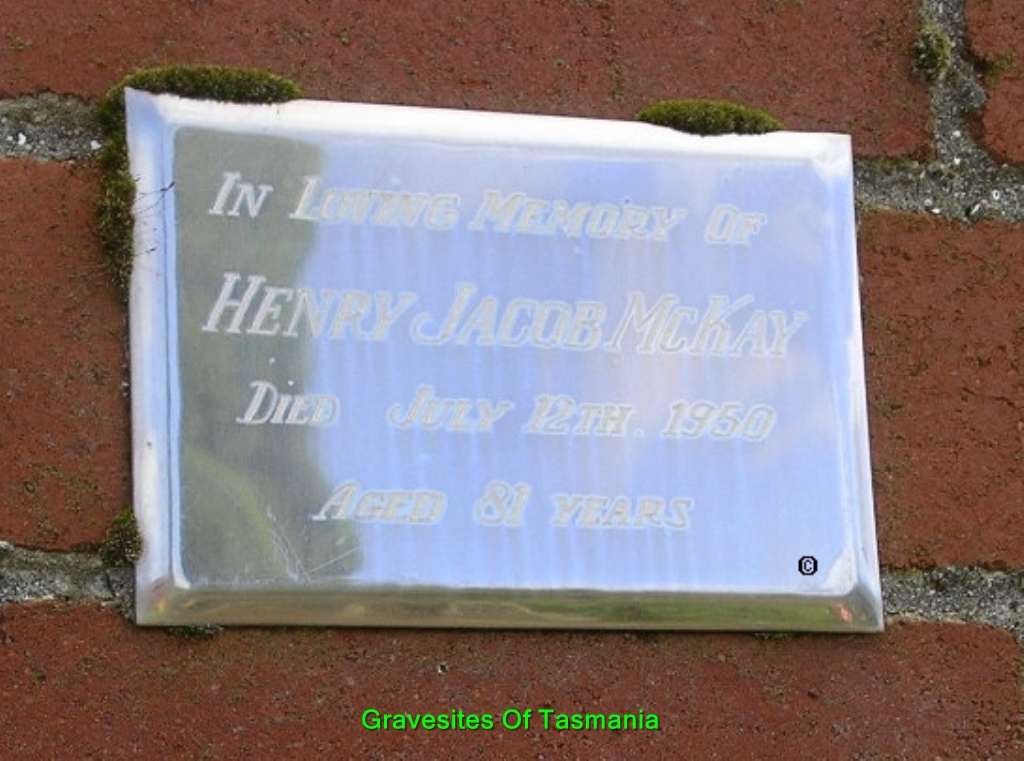 In Loving Memory Of
Henry Jacob McKay
Died July 12th. 1950
Aged 81 years
©
Gravesites Of Tasmania